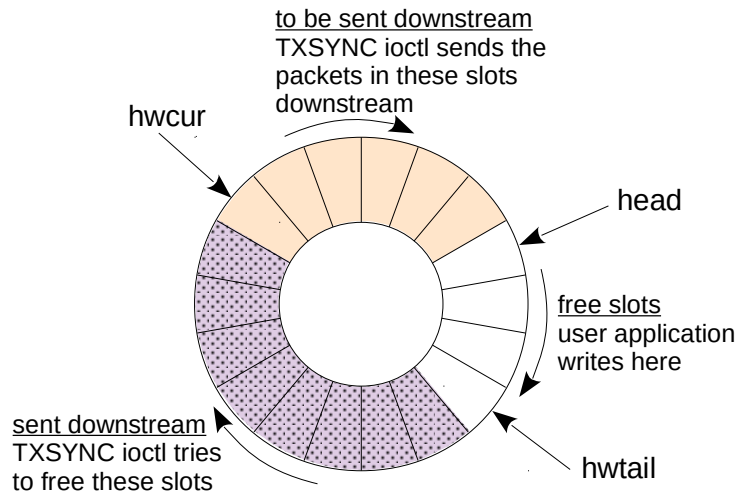 to be sent downstream
TXSYNC ioctl sends the
packets in these slots
downstream
hwcur
head
free slots
user application
writes here
sent downstream
TXSYNC ioctl tries
to free these slots
hwtail